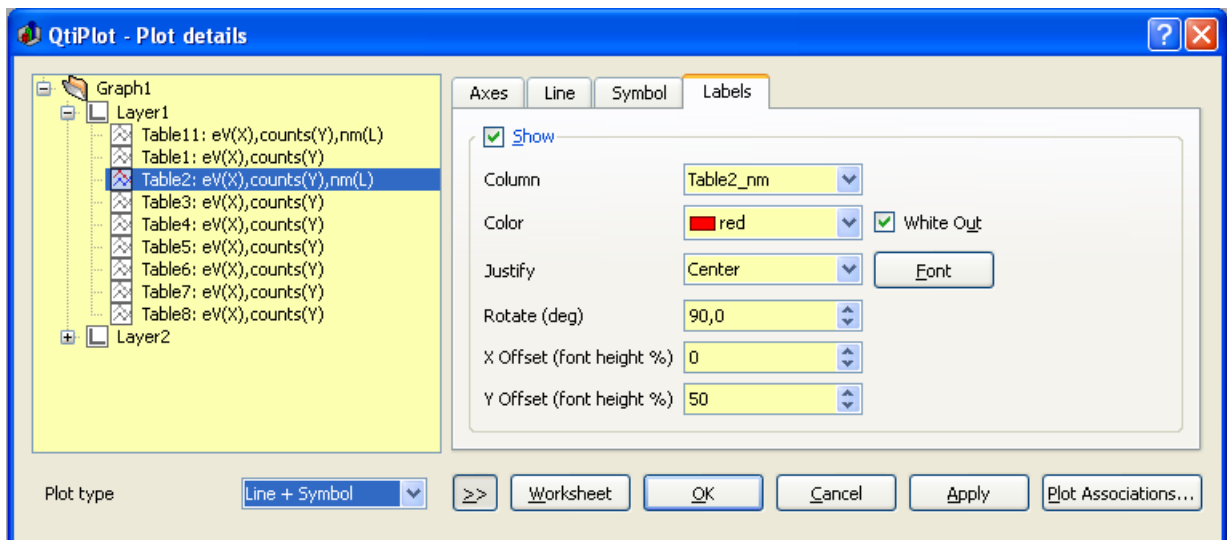 QtiPlot - Plot details
Graph1
Layer1
Table11: eV(X),counts(Y),nm(L)
Table1: eV(X),counts(Y)
Table2: eV(X),counts(Y),nm(L)
Table3: eV(X),counts(Y)
Table4: eV(X),counts(Y)
Table5: eV(X),counts(Y)
Table6: eV(X),counts(Y)
Table7: eV(X),counts(Y)
Table8: eV(X),counts(Y)
Layer2
Axes Line Symbol Labels
Show
Column Table2_nm
Color red White Out
Justify Center Font
Rotate (deg) 90,0
X Offset (font height %) 0
Y Offset (font height %) 50
Plot type Line + Symbol >> Worksheet OK Cancel Apply Plot Associations...